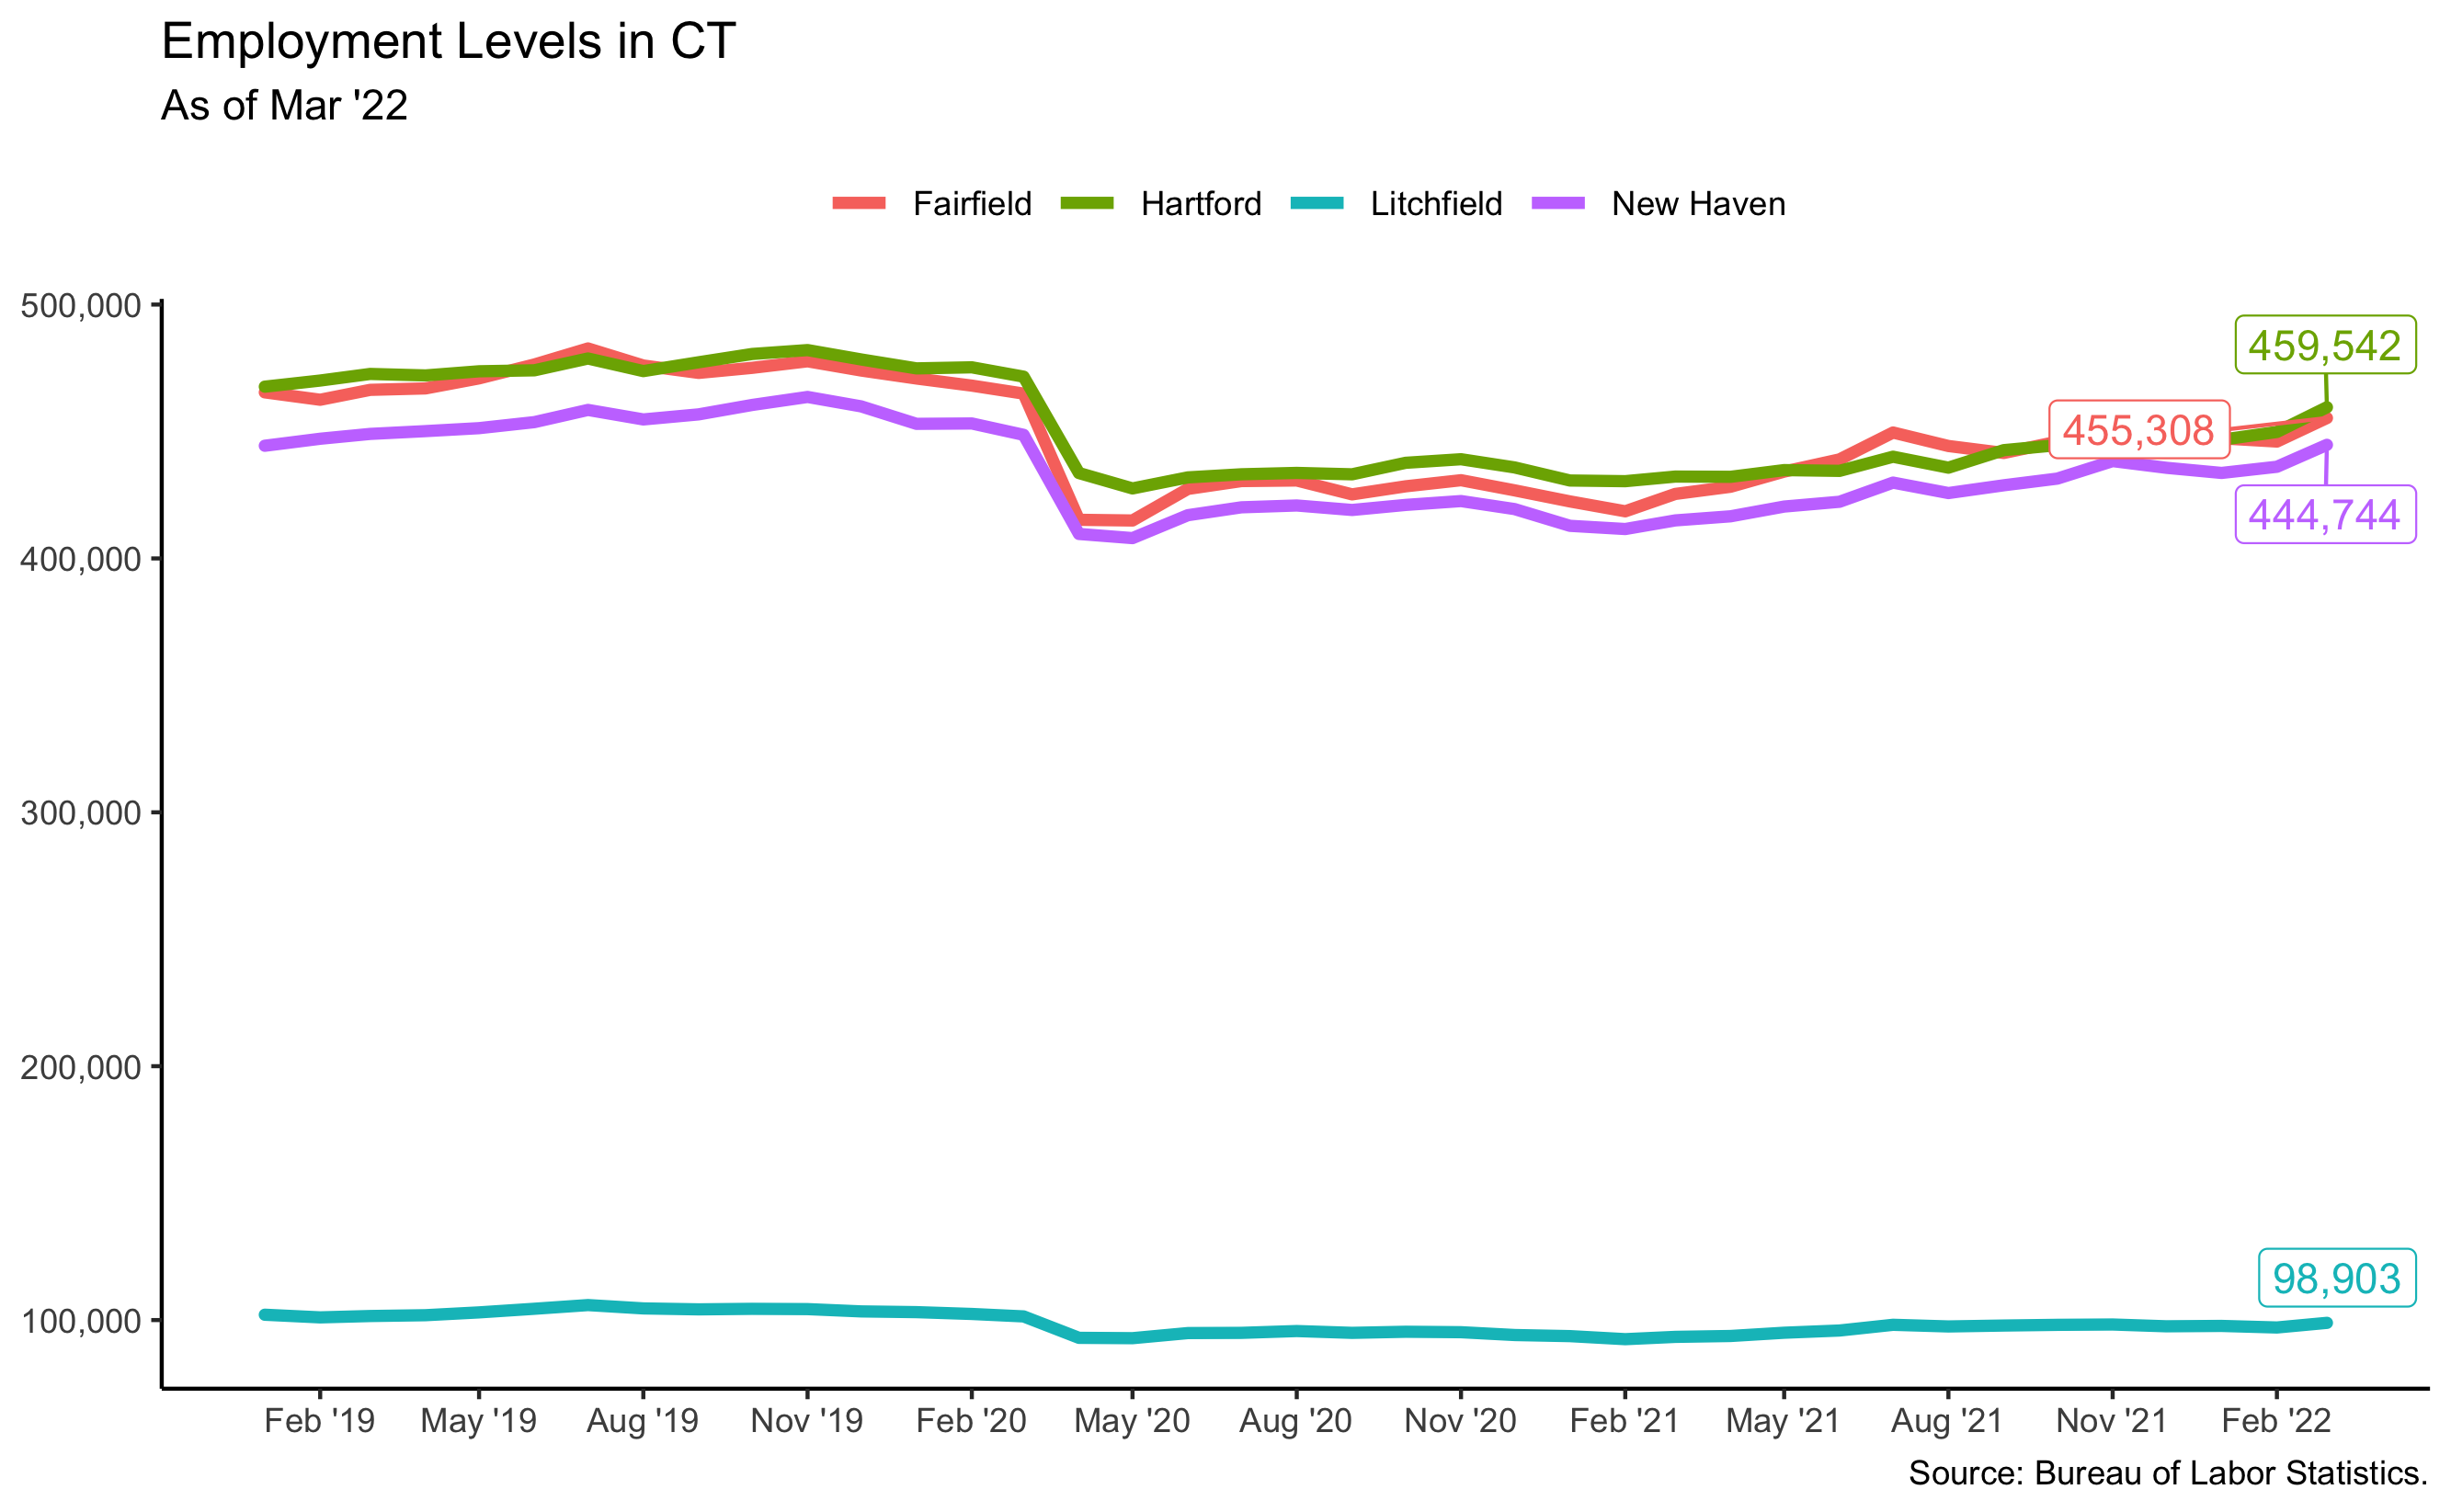 Employment Levels in CT
As of Mar '22
Fairfield Hartford Litchfield New Haven
500,000
400,000
300,000
200,000
100,000
459,542
455,308
444,744
98,903
Feb '19 May '19 Aug '19 Nov '19 Feb '20 May '20 Aug '20 Nov '20 Feb '21 May '21 Aug '21 Nov '21 Feb '22
Source: Bureau of Labor Statistics.